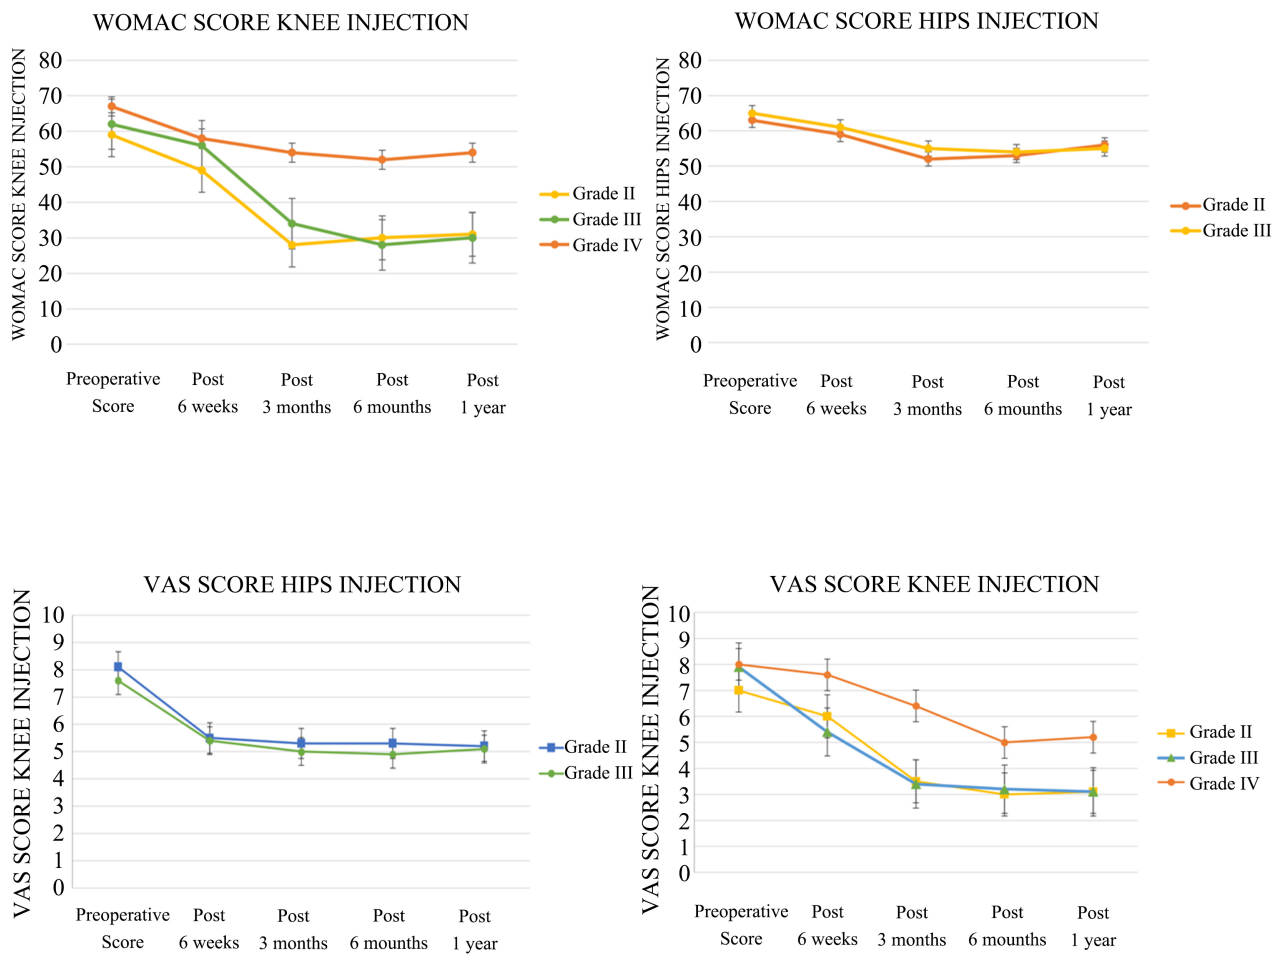 WOMAC SCORE KNEE INJECTION
WOMAC SCORE KNEE INJECTION
80
70
60
50
40
30
20
10
0
Preoperative
Score
Post
6 weeks
Post
3 months
Post
6 mounths
Post
1 year
Grade II
Grade III
Grade IV
WOMAC SCORE HIPS INJECTION
WOMAC SCORE HIPS INJECTION
80
70
60
50
40
30
20
10
0
Preoperative
Score
Post
6 weeks
Post
3 months
Post
6 mounths
Post
1 year
Grade II
Grade III
VAS SCORE HIPS INJECTION
VAS SCORE KNEE INJECTION
10
9
8
7
6
5
4
3
2
1
0
Preoperative
Score
Post
6 weeks
Post
3 months
Post
6 mounths
Post
1 year
Grade II
Grade III
VAS SCORE KNEE INJECTION
VAS SCORE KNEE INJECTION
10
9
8
7
6
5
4
3
2
1
0
Preoperative
Score
Post
6 weeks
Post
3 months
Post
6 mounths
Post
1 year
Grade II
Grade III
Grade IV